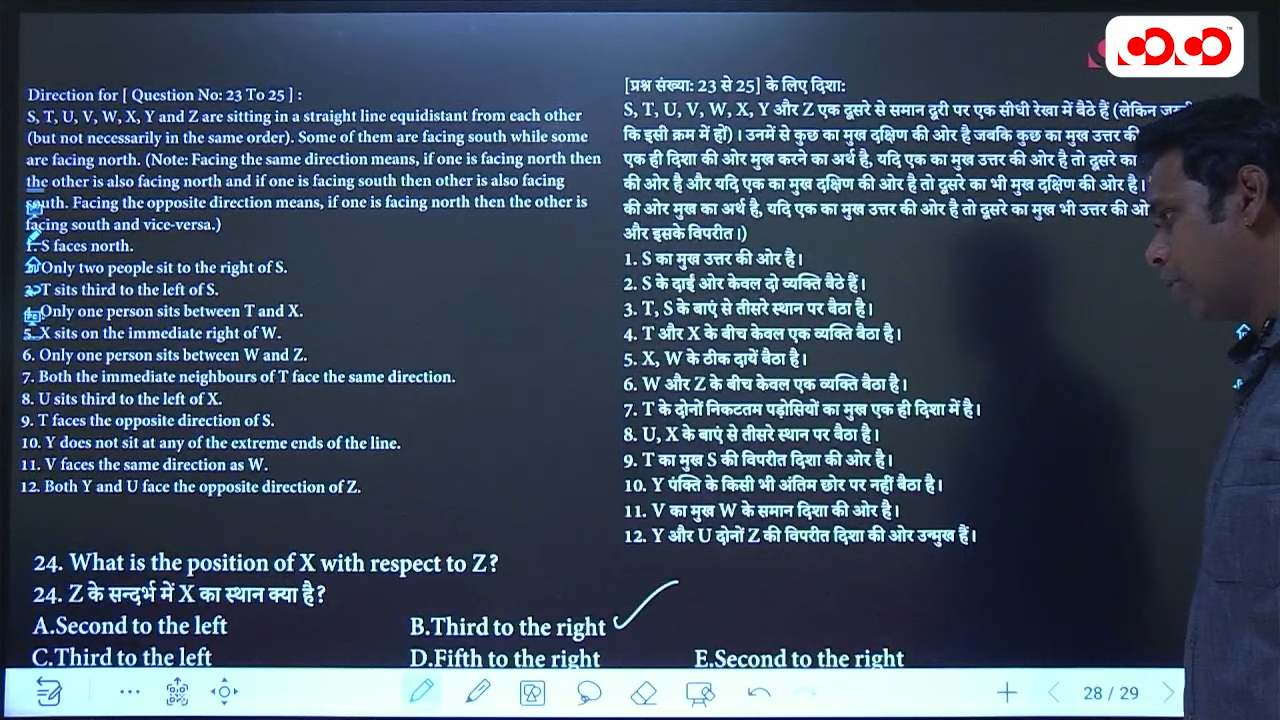 Direction for [ Question No: 23 To 25 ] :
S, T, U, V, W, X, Y and Z are sitting in a straight line equidistant from each other
(but not necessarily in the same order). Some of them are facing south while some
are facing north. (Note: Facing the same direction means, if one is facing north then
the other is also facing north and if one is facing south then other is also facing
south. Facing the opposite direction means, if one is facing north then the other is
facing south and vice-versa.)
1. S faces north.
Only two people sit to the right of S.
T sits third to the left of S.
Only one person sits between T and X.
5. X sits on the immediate right of W.
6. Only one person sits between W and Z.
7. Both the immediate neighbours of T face the same direction.
8. U sits third to the left of X.
9. T faces the opposite direction of S.
10. Y does not sit at any of the extreme ends of the line.
11. V faces the same direction as W.
12. Both Y and U face the opposite direction of Z.
[प्रश्न संख्या: 23 से 25] के लिए दिशा:
S, T, U, V, W, X, Y और Z एक दूसरे से समान दूरी पर एक सीधी रेखा में बैठे हैं (लेकिन
कि इसी क्रम में हों)। उनमें से कुछ का मुख दक्षिण की ओर है जबकि कुछ का मुख उत्तर की
एक ही दिशा की ओर मुख करने का अर्थ है, यदि एक का मुख उत्तर की ओर है तो दूसरे का
की ओर है और यदि एक का मुख दक्षिण की ओर है तो दूसरे का भी मुख दक्षिण की ओर है।
की ओर मुख का अर्थ है, यदि एक का मुख उत्तर की ओर है तो दूसरे का मुख भी उत्तर की ओ
और इसके विपरीत।)
1. S का मुख उत्तर की ओर है।
2. S के दाईं ओर केवल दो व्यक्ति बैठे हैं।
3. T, S के बाएं से तीसरे स्थान पर बैठा है।
4. T और X के बीच केवल एक व्यक्ति बैठा है।
5. X, W के ठीक दायें बैठा है।
6. W और Z के बीच केवल एक व्यक्ति बैठा है।
7. T के दोनों निकटतम पड़ोसियों का मुख एक ही दिशा में है।
8. U, X के बाएं से तीसरे स्थान पर बैठा है।
9. T का मुख S की विपरीत दिशा की ओर है।
10. Y पंक्ति के किसी भी अंतिम छोर पर नहीं बैठा है।
11. V का मुख W के समान दिशा की ओर है।
12. Y और U दोनों Z की विपरीत दिशा की ओर उन्मुख हैं।
24. What is the position of X with respect to Z?
24. Z के सन्दर्भ में X का स्थान क्या है?
A.Second to the left
B.Third to the right
C.Third to the left
D.Fifth to the right
E.Second to the right
28 / 29